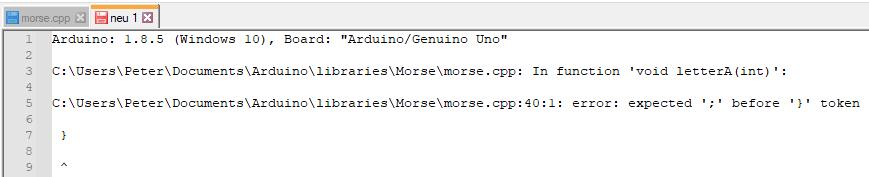 morse.cpp neu 1
1 Arduino: 1.8.5 (Windows 10), Board: "Arduino/Genuino Uno"
2
3 C:\Users\Peter\Documents\Arduino\libraries\Morse\morse.cpp: In function 'void letterA(int)':
4
5 C:\Users\Peter\Documents\Arduino\libraries\Morse\morse.cpp:40:1: error: expected ';' before '}' token
6
7 }
8
9 ^